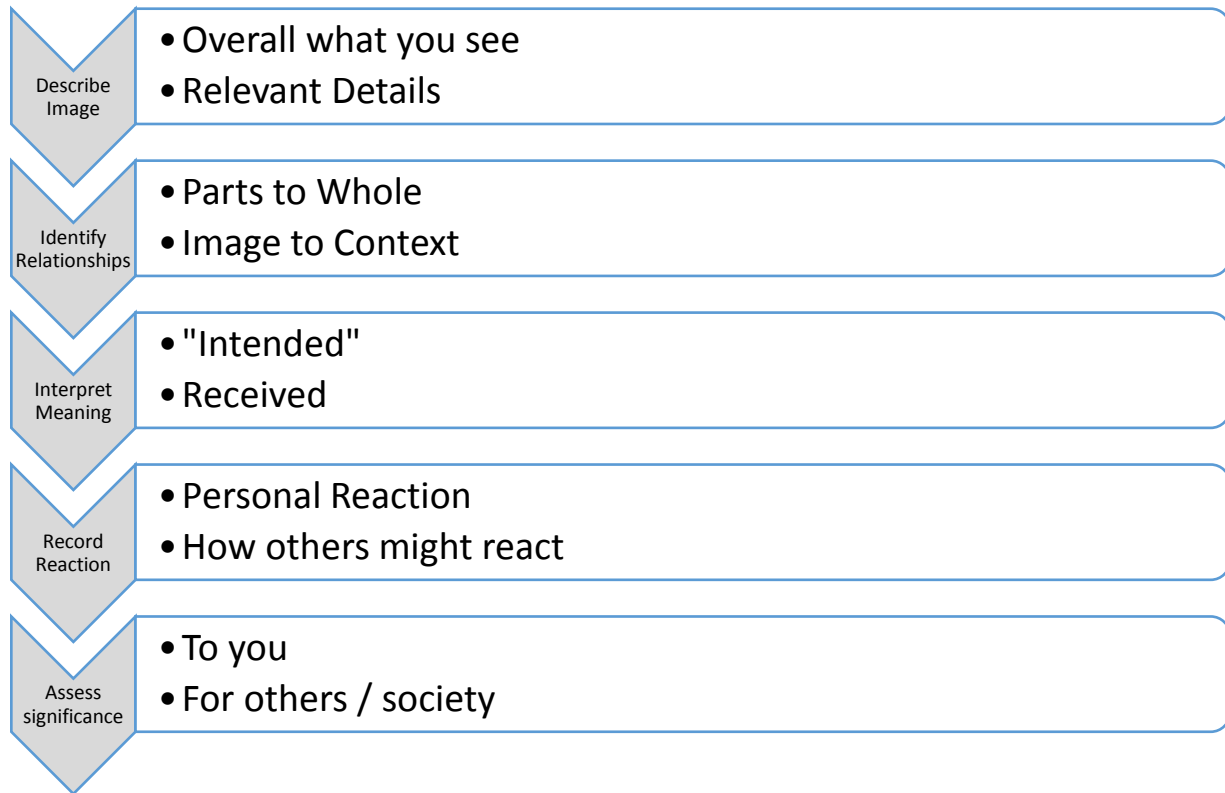 Describe
Image
•Overall what you see
•Relevant Details
Identify
Relationships
•Parts to Whole
•Image to Context
Interpret
Meaning
•"Intended"
•Received
Record
Reaction
•Personal Reaction
•How others might react
Assess
significance
•To you
•For others / society